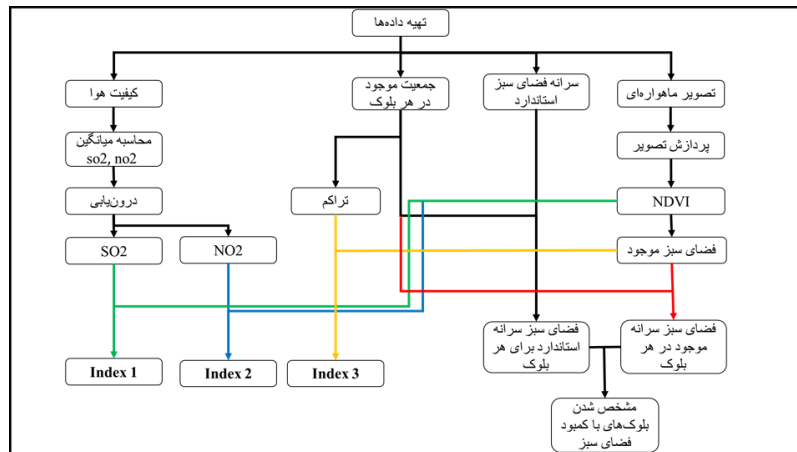 تهیه داده‌ها
تصویر ماهواره‌ای
سرانه فضای سبز
استاندارد
جمعیت موجود
در هر بلوک
کیفیت هوا
پردازش تصویر
محاسبه میانگین
so2, no2
NDVI
تراکم
درون‌یابی
فضای سبز موجود
NO2
SO2
فضای سبز سرانه
موجود در هر
بلوک
فضای سبز سرانه
استاندارد برای هر
بلوک
Index 3
Index 2
Index 1
مشخص شدن
بلوک‌های با کمبود
فضای سبز